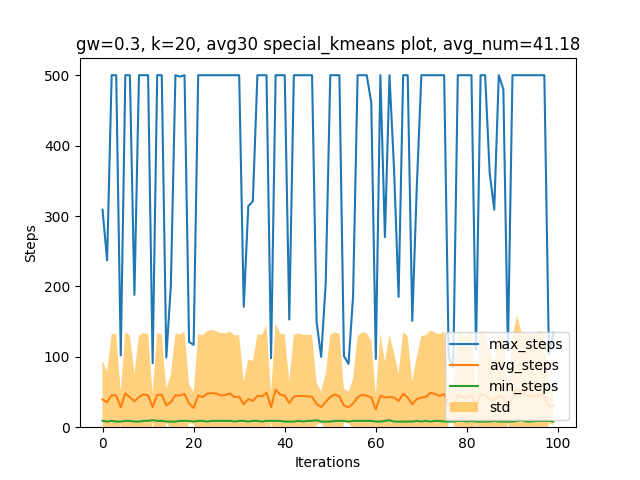 gw=0.3, k=20, avg30 special_kmeans plot, avg_num=41.18
500
400
300
200
100
0
Steps
0 20 40 60 80 100
Iterations
max_steps
avg_steps
min_steps
std